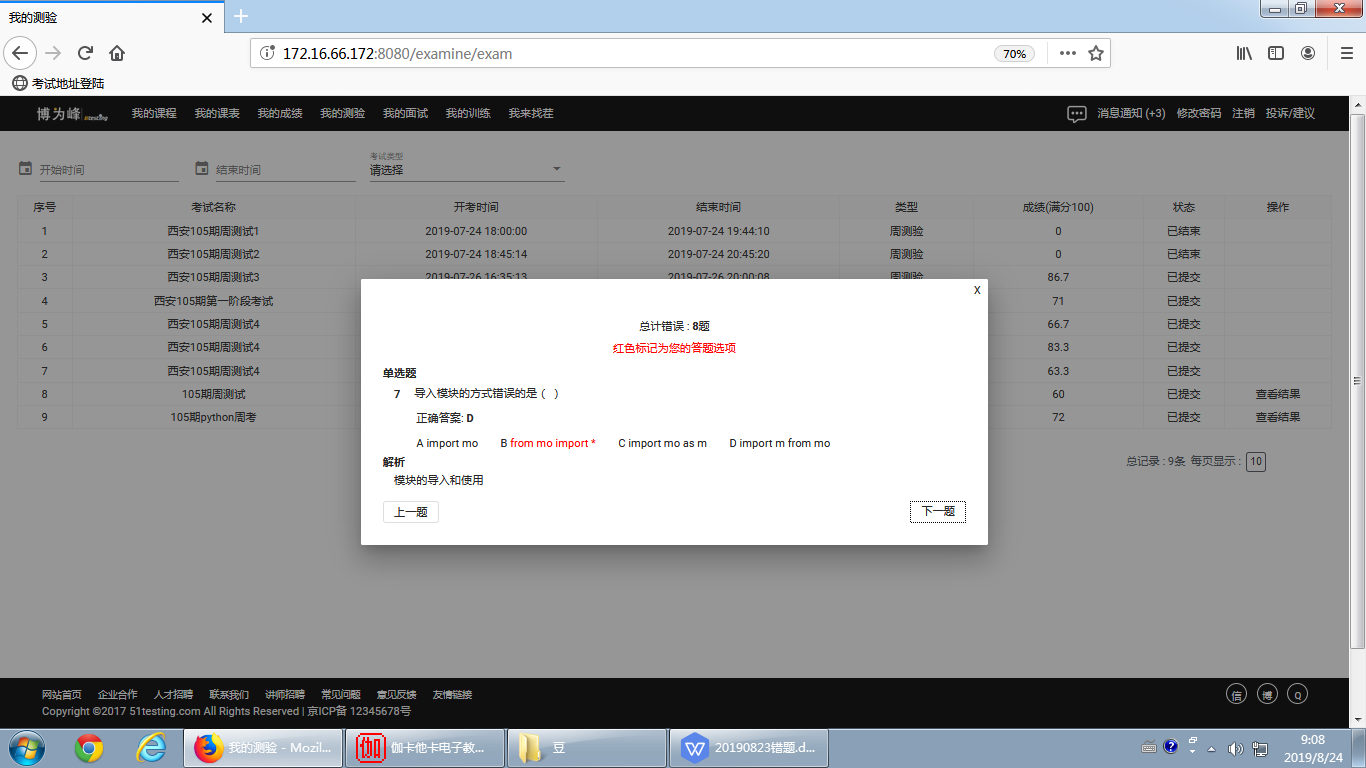 我的测验
172.16.66.172:8080/examine/exam
70%
考试地址登陆
博为峰 51testing 我的课程 我的课表 我的成绩 我的测验 我的面试 我的训练 我来找茬 消息通知 (+3) 修改密码 注销 投诉/建议
考试类型
开始时间 结束时间 请选择
序号 考试名称 开考时间 结束时间 类型 成绩(满分100) 状态 操作
1 西安105期周测试1 2019-07-24 18:00:00 2019-07-24 19:44:10 周测验 0 已结束
2 西安105期周测试2 2019-07-24 18:45:14 2019-07-24 20:45:20 周测验 0 已结束
3 西安105期周测试3 2019-07-26 16:35:13 2019-07-26 20:00:08 周测验 86.7 已提交
4 西安105期第一阶段考试 71 已提交
5 西安105期周测试4 66.7 已提交
6 西安105期周测试4 83.3 已提交
7 西安105期周测试4 63.3 已提交
8 105期周测试 60 已提交 查看结果
9 105期python周考 72 已提交 查看结果
总记录 : 9条 每页显示 : 10
X
总计错误 : 8题
红色标记为您的答题选项
单选题
7 导入模块的方式错误的是（ ）
正确答案: D
A import mo B from mo import * C import mo as m D import m from mo
解析
模块的导入和使用
上一题 下一题
网站首页 企业合作 人才招聘 联系我们 讲师招聘 常见问题 意见反馈 友情链接
信 博 Q
Copyright ©2017 51testing.com All Rights Reserved | 京ICP备 12345678号
我的测验 - Mozil... 伽 伽卡他卡电子教... 豆 20190823错题.d...
9:08
2019/8/24